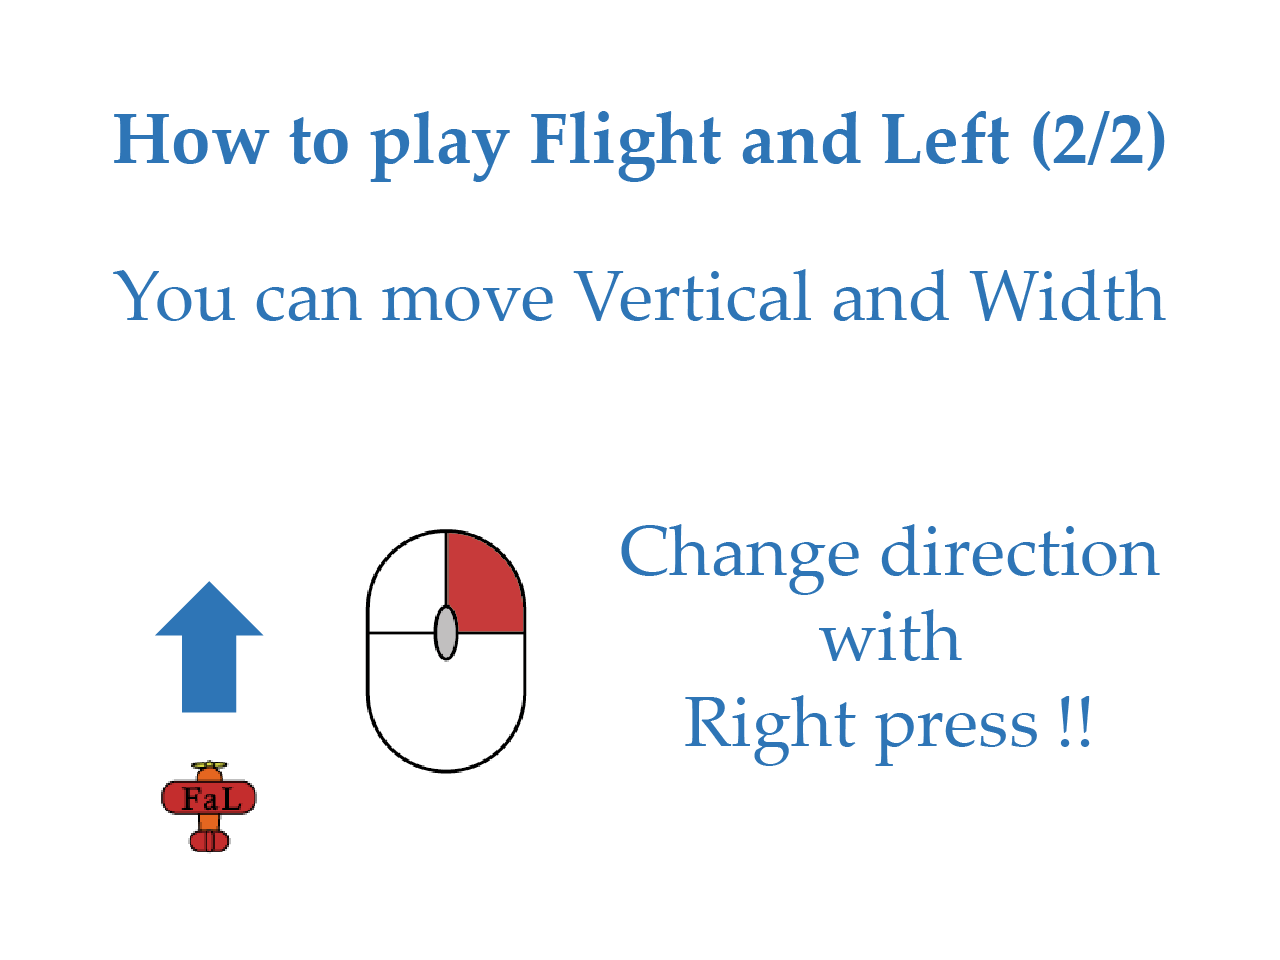 How to play Flight and Left (2/2)
You can move Vertical and Width
Change direction
with
Right press !!
FaL